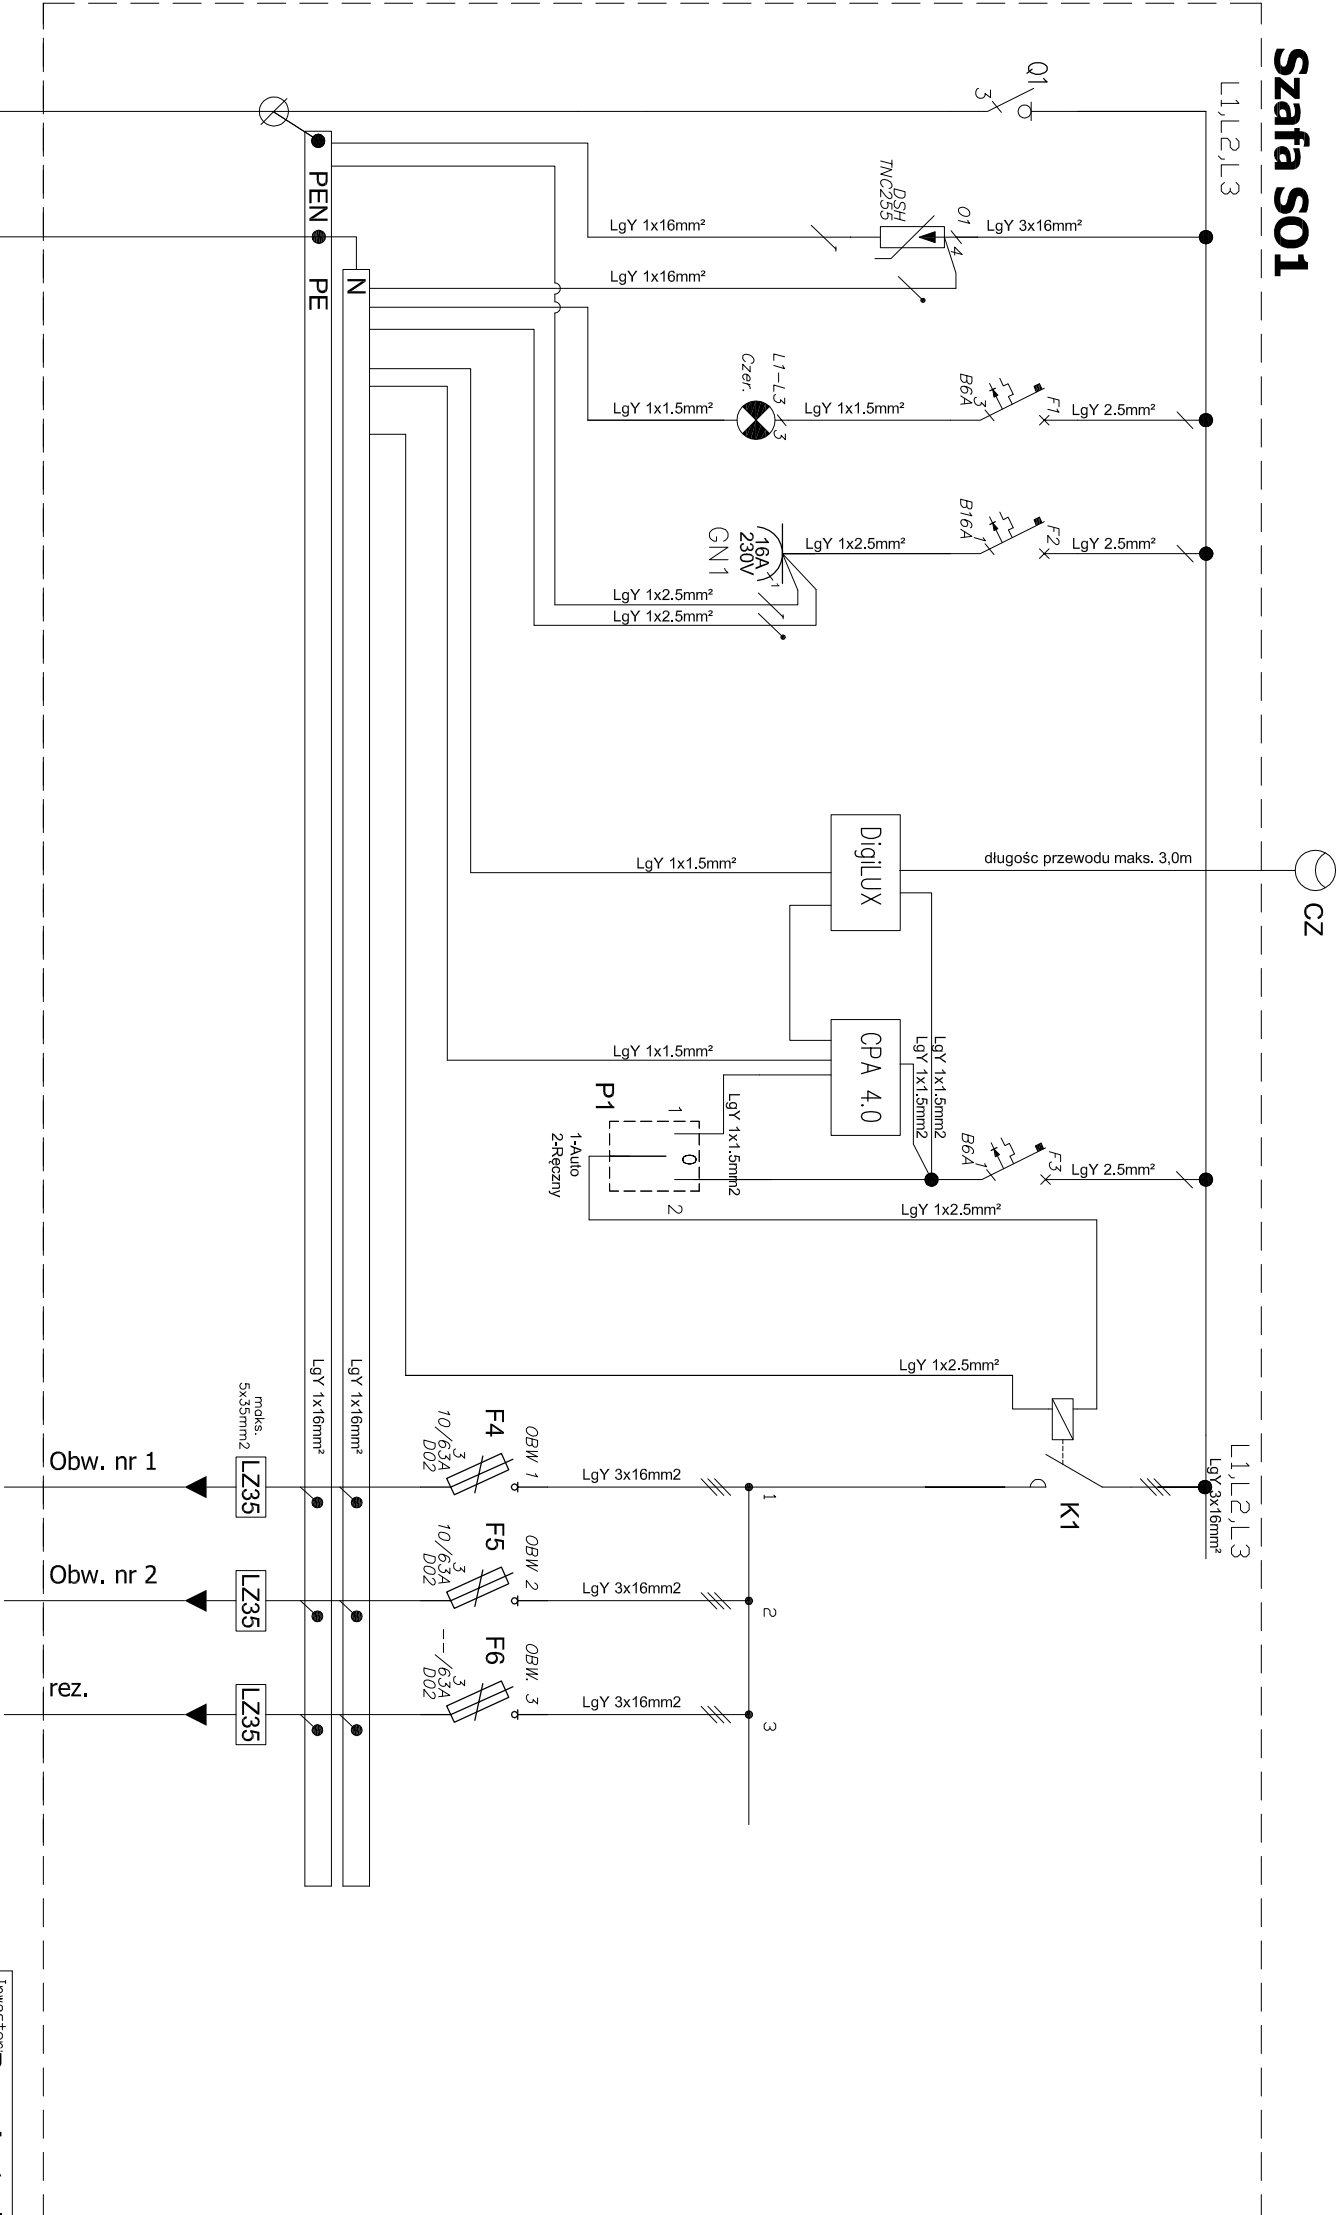 Szafa SO1
L1,L2,L3
Q1
3
O1
4
DSH
TNC255
LgY 3x16mm²
LgY 1x16mm²
LgY 1x16mm²
PEN
PE
N
L1-L3
Czer.
3
LgY 1x1.5mm²
LgY 1x1.5mm²
B6A
3
F1
LgY 2.5mm²
16A
230V
1
GN1
LgY 1x2.5mm²
B16A
1
F2
LgY 2.5mm²
LgY 1x2.5mm²
LgY 1x2.5mm²
DigiLUX
długośc przewodu maks. 3,0m
CZ
LgY 1x1.5mm²
CPA 4.0
LgY 1x1.5mm²
LgY 1x1.5mm2
LgY 1x1.5mm2
LgY 1x1.5mm2
P1
1
0
2
1-Auto
2-Ręczny
B6A
1
F3
LgY 2.5mm²
LgY 1x2.5mm²
LgY 1x2.5mm²
K1
L1,L2,L3
LgY 3x16mm²
LgY 1x16mm²
LgY 1x16mm²
maks.
5x35mm2
Obw. nr 1
LZ35
F4
3
10/63A
D02
OBW 1
LgY 3x16mm2
1
Obw. nr 2
LZ35
F5
3
10/63A
D02
OBW 2
LgY 3x16mm2
2
rez.
LZ35
F6
3
--/63A
D02
OBW. 3
LgY 3x16mm2
3